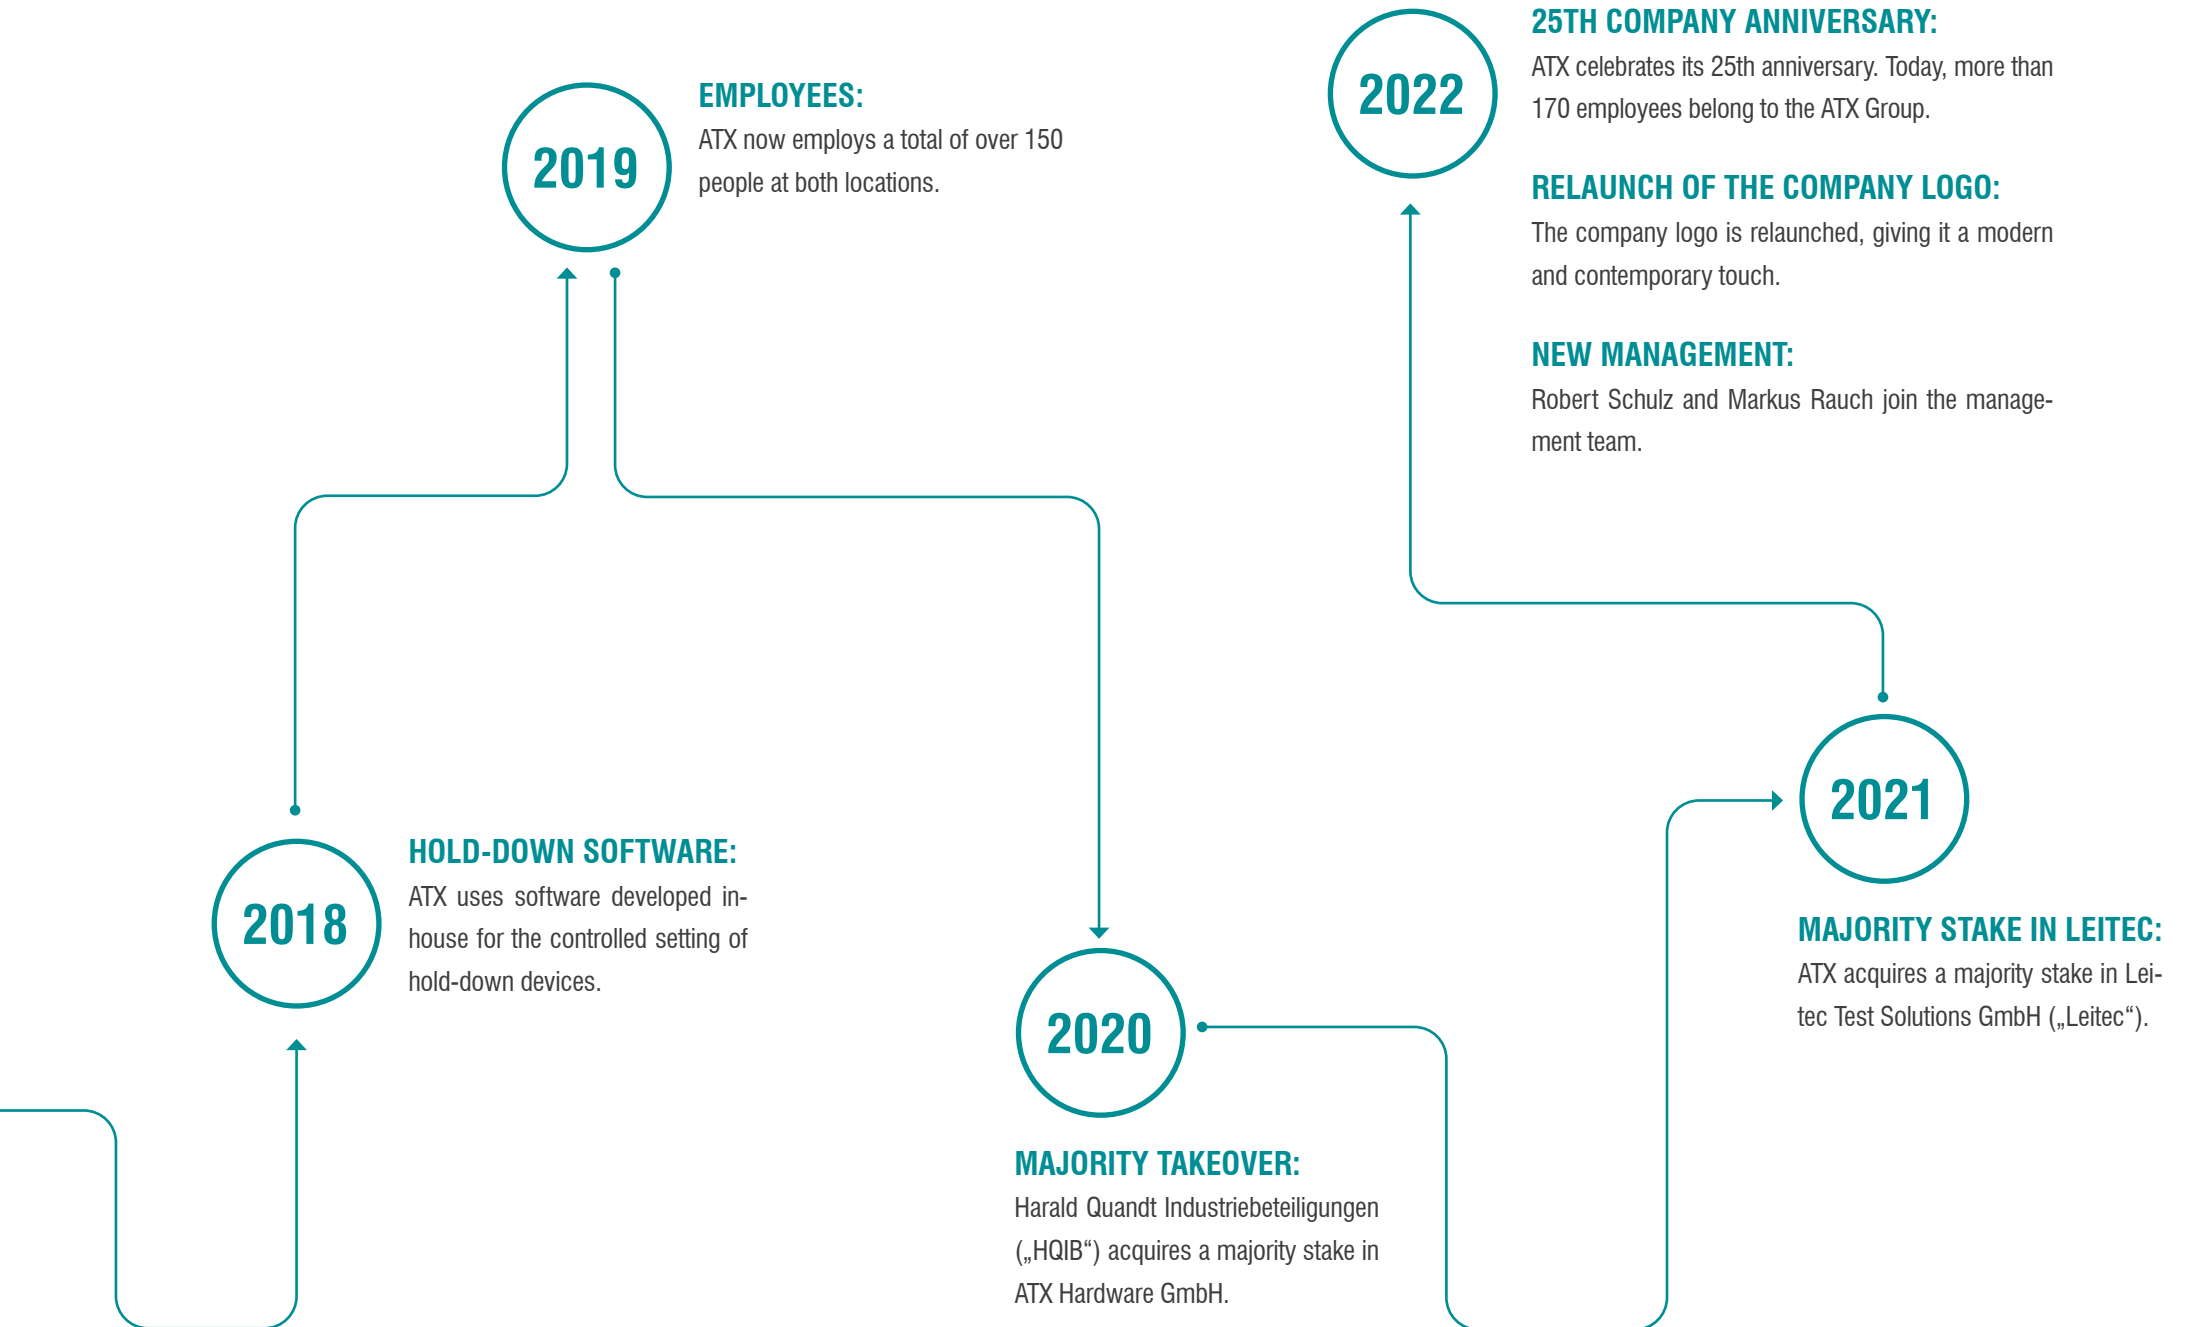 2018
HOLD-DOWN SOFTWARE:
ATX uses software developed in-
house for the controlled setting of
hold-down devices.
2019
EMPLOYEES:
ATX now employs a total of over 150
people at both locations.
2020
MAJORITY TAKEOVER:
Harald Quandt Industriebeteiligungen
(„HQIB“) acquires a majority stake in
ATX Hardware GmbH.
2021
MAJORITY STAKE IN LEITEC:
ATX acquires a majority stake in Lei-
tec Test Solutions GmbH („Leitec“).
2022
25TH COMPANY ANNIVERSARY:
ATX celebrates its 25th anniversary. Today, more than
170 employees belong to the ATX Group.
RELAUNCH OF THE COMPANY LOGO:
The company logo is relaunched, giving it a modern
and contemporary touch.
NEW MANAGEMENT:
Robert Schulz and Markus Rauch join the manage-
ment team.